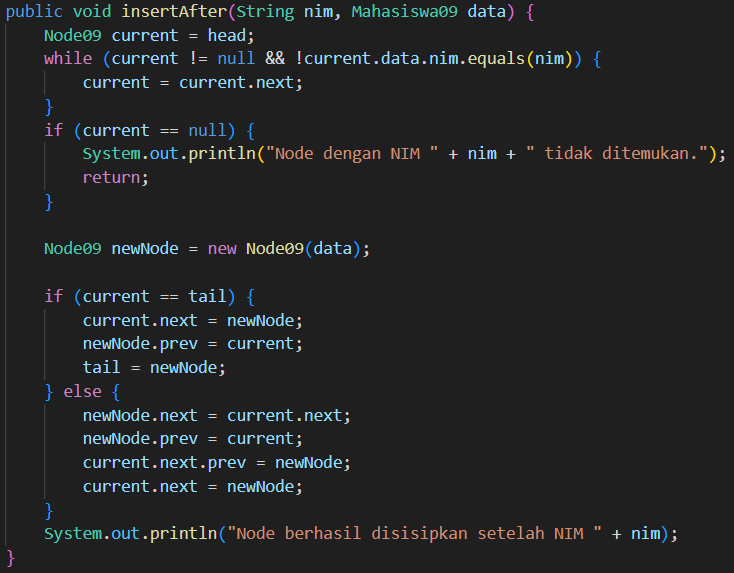 public void insertAfter(String nim, Mahasiswa09 data) {
    Node09 current = head;
    while (current != null && !current.data.nim.equals(nim)) {
        current = current.next;
    }
    if (current == null) {
        System.out.println("Node dengan NIM " + nim + " tidak ditemukan.");
        return;
    }

    Node09 newNode = new Node09(data);

    if (current == tail) {
        current.next = newNode;
        newNode.prev = current;
        tail = newNode;
    } else {
        newNode.next = current.next;
        newNode.prev = current;
        current.next.prev = newNode;
        current.next = newNode;
    }
    System.out.println("Node berhasil disisipkan setelah NIM " + nim);
}